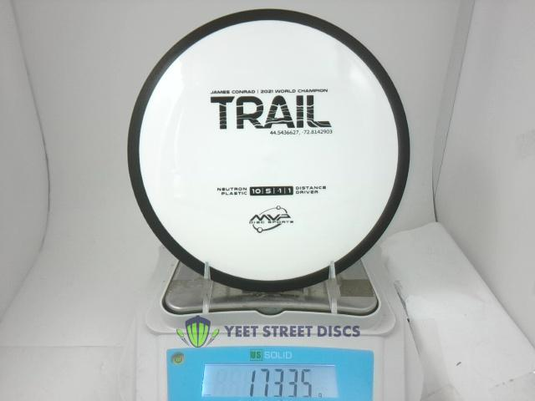 JAMES CONRAD | 2021 WORLD CHAMPION
TRAIL
44.5436627, -72.8142903
NEUTRON PLASTIC 10 5 -1 1 DISTANCE DRIVER
MVP
DISC SPORTS
YEET STREET DISCS
WS SOLID
173.35 g